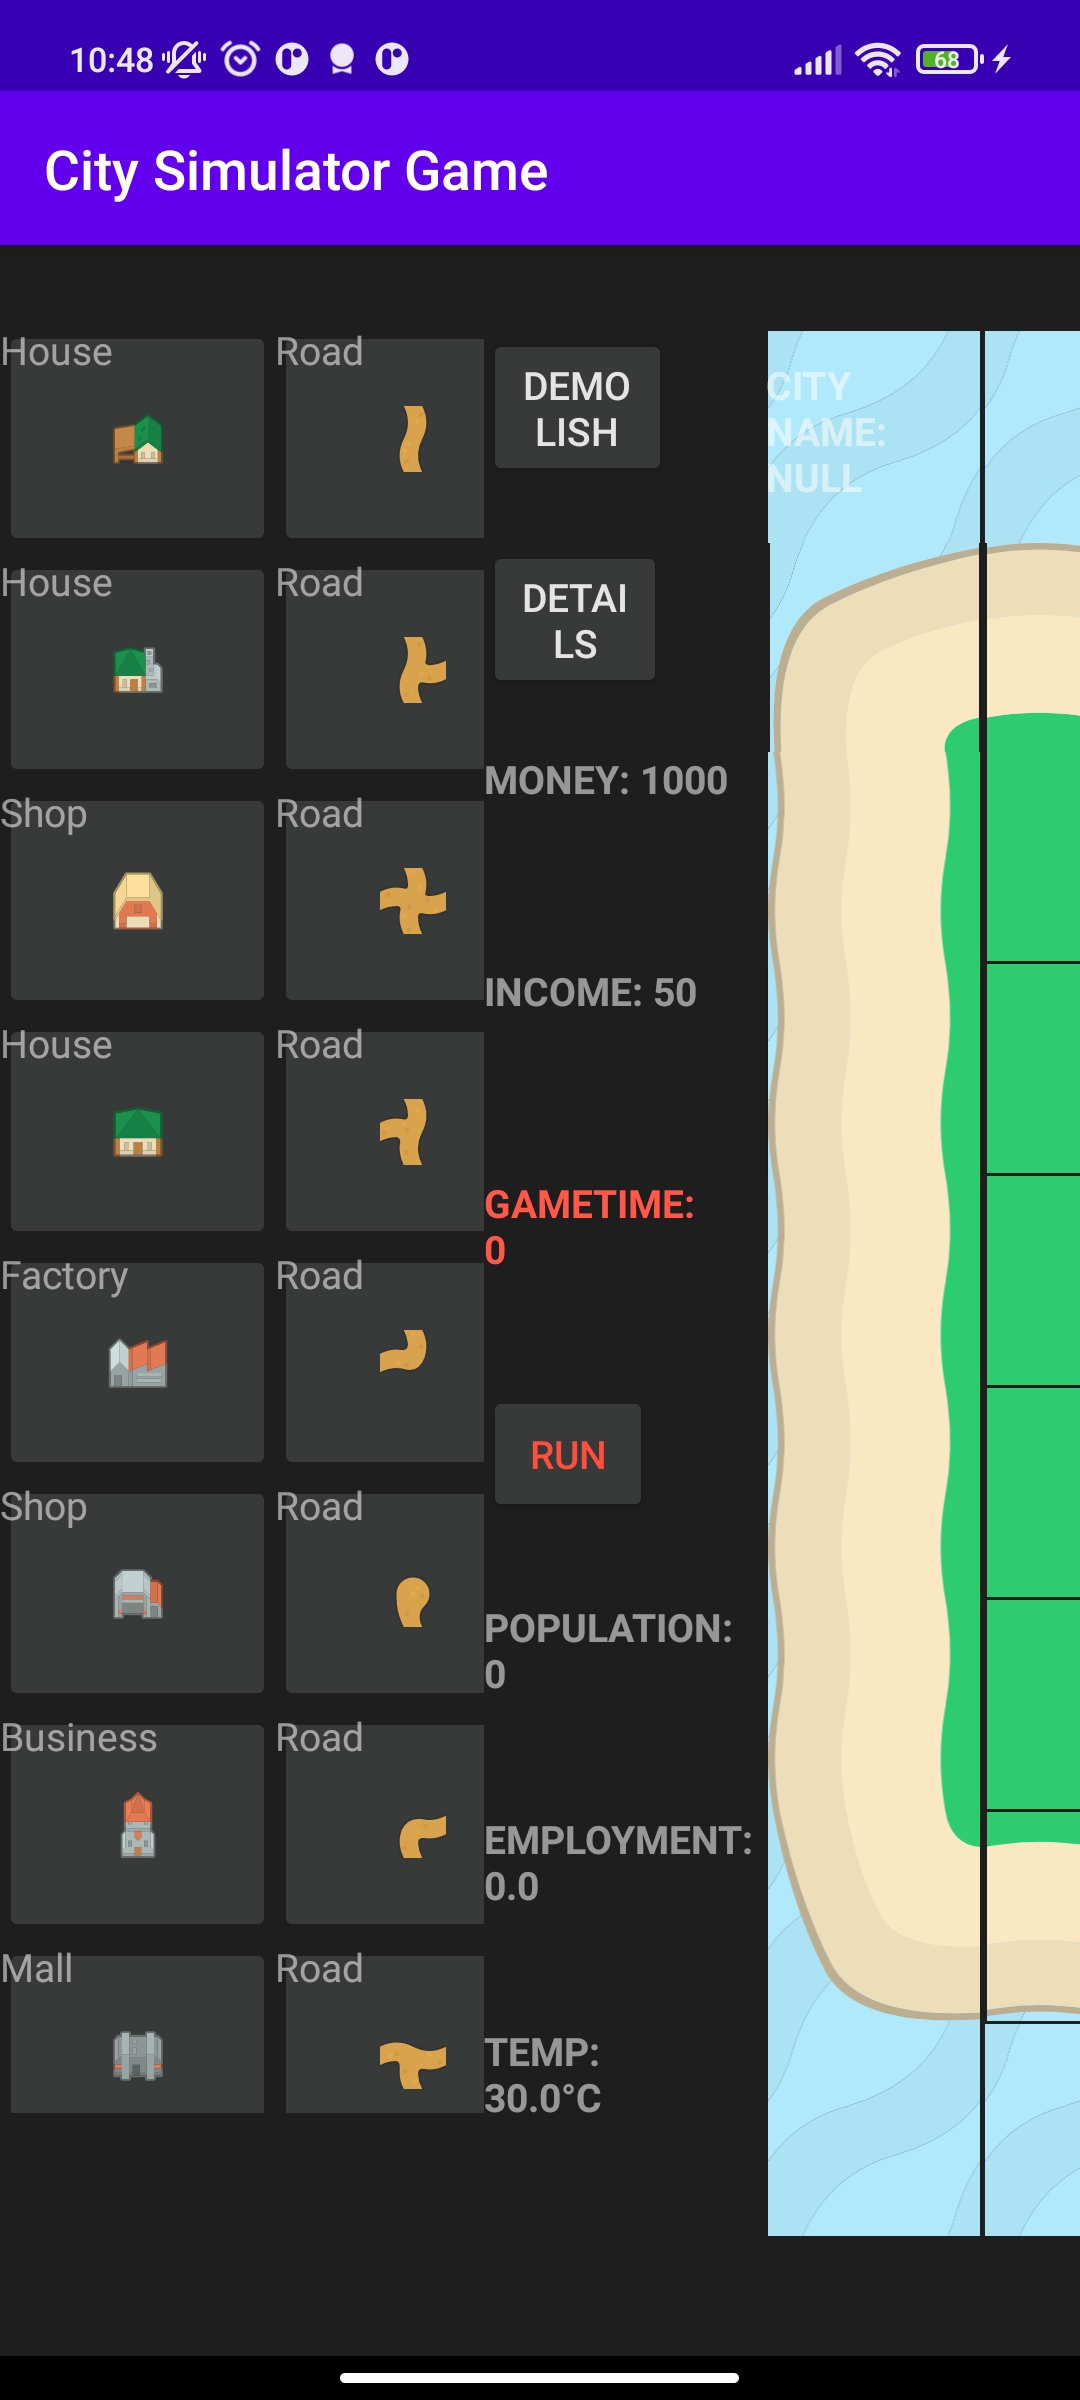 10:48
68
City Simulator Game
House
Road
DEMO
LISH
CITY
NAME:
NULL
House
Road
DETAI
LS
MONEY: 1000
Shop
Road
INCOME: 50
House
Road
GAMETIME:
0
Factory
Road
RUN
Shop
Road
POPULATION:
0
Business
Road
EMPLOYMENT:
0.0
Mall
Road
TEMP:
30.0°C